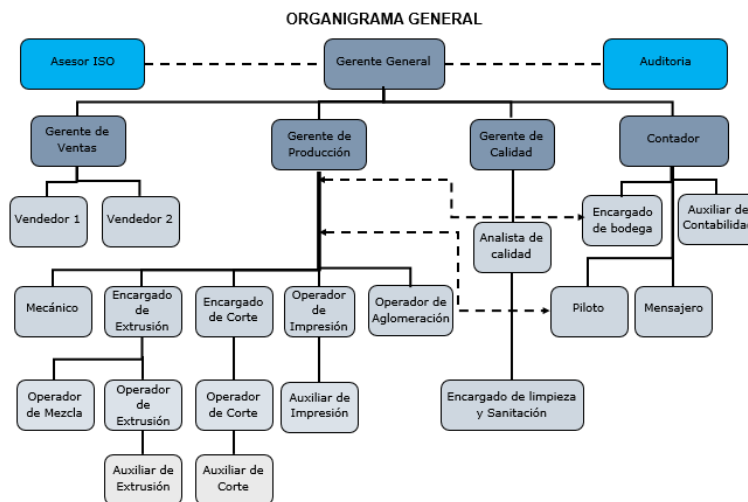 ORGANIGRAMA GENERAL
Asesor ISO
Gerente General
Auditoria
Gerente de
Ventas
Gerente de
Producción
Gerente de
Calidad
Contador
Vendedor 1
Vendedor 2
Encargado
de bodega
Auxiliar de
Contabilidad
Analista de
calidad
Mecánico
Encargado
de
Extrusión
Encargado
de Corte
Operador
de
Impresión
Operador de
Aglomeración
Piloto
Mensajero
Operador
de Mezcla
Operador
de
Extrusión
Operador
de Corte
Auxiliar de
Impresión
Encargado de limpieza
y Sanitación
Auxiliar de
Extrusión
Auxiliar de
Corte